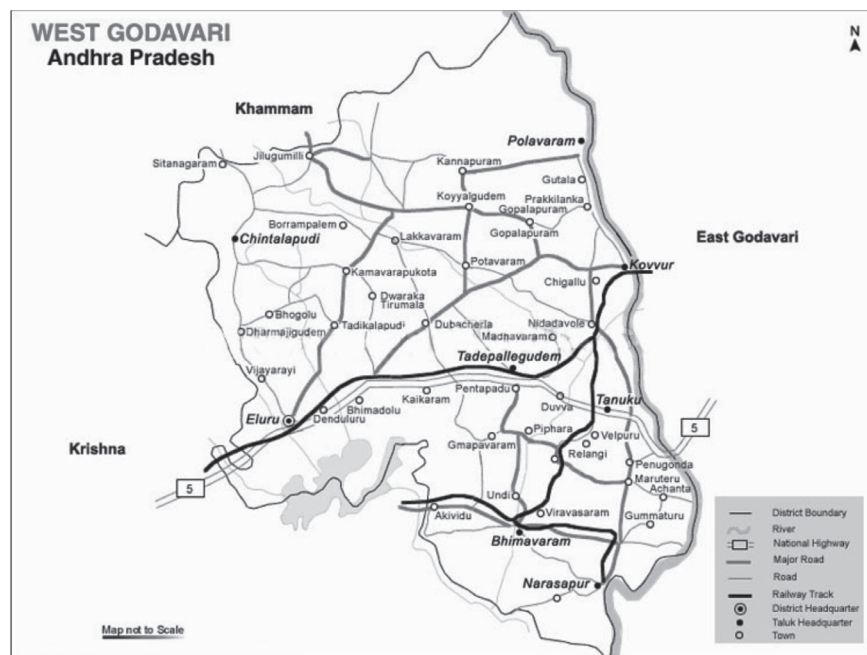 WEST GODAVARI
Andhra Pradesh
N
Khammam
Polavaram
Sitanagaram
Jilugumilli
Kannapuram
Gutala
Koyyalgudem
Prakkilanka
Gopalapuram
Gopalapuram
Borrampalem
East Godavari
Chintalapudi
Lakkavaram
Kamavarapukota
Potavaram
Kovvur
Chigallu
Dwaraka
Tirumala
Bhogolu
Dharmajigudem
Tadikalapudi
Dubacherla
Nidadavole
Madhavaram
Tadepallegudem
Vijayarayi
Pentapadu
Kaikaram
Bhimadolu
Duvva
Tanuku
Eluru
Denduluru
Krishna
5
Gmapavaram
Piphara
Velpuru
Relangi
Penugonda
5
Maruteru
Achanta
Undi
Akividu
Viravasaram
Gummaturu
Bhimavaram
Narasapur
District Boundary
River
National Highway
Major Road
Road
Railway Track
District Headquarter
Taluk Headquarter
Town
Map not to Scale